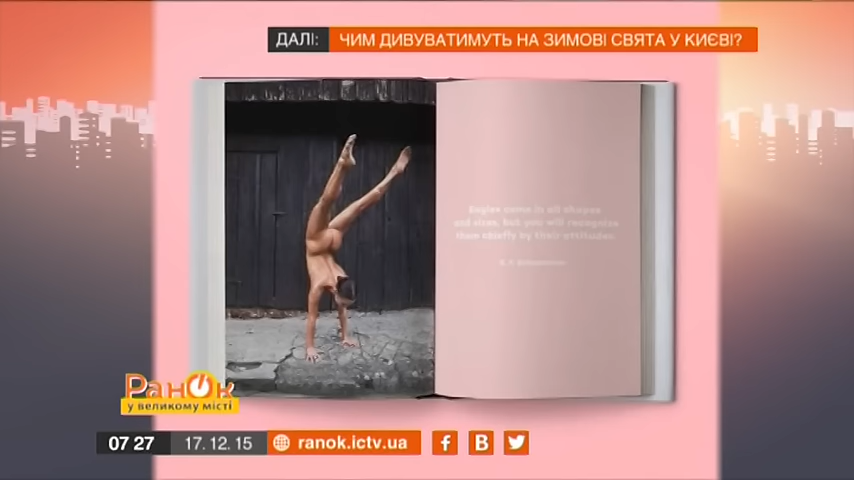 ДАЛІ: ЧИМ ДИВУВАТИМУТЬ НА ЗИМОВІ СВЯТА У КИЄВІ?
Eagles come in all shapes
and sizes, but you will recognize
them chiefly by their attitudes.
Ранок
у великому місті
07 27 17. 12. 15 ranok.ictv.ua f B